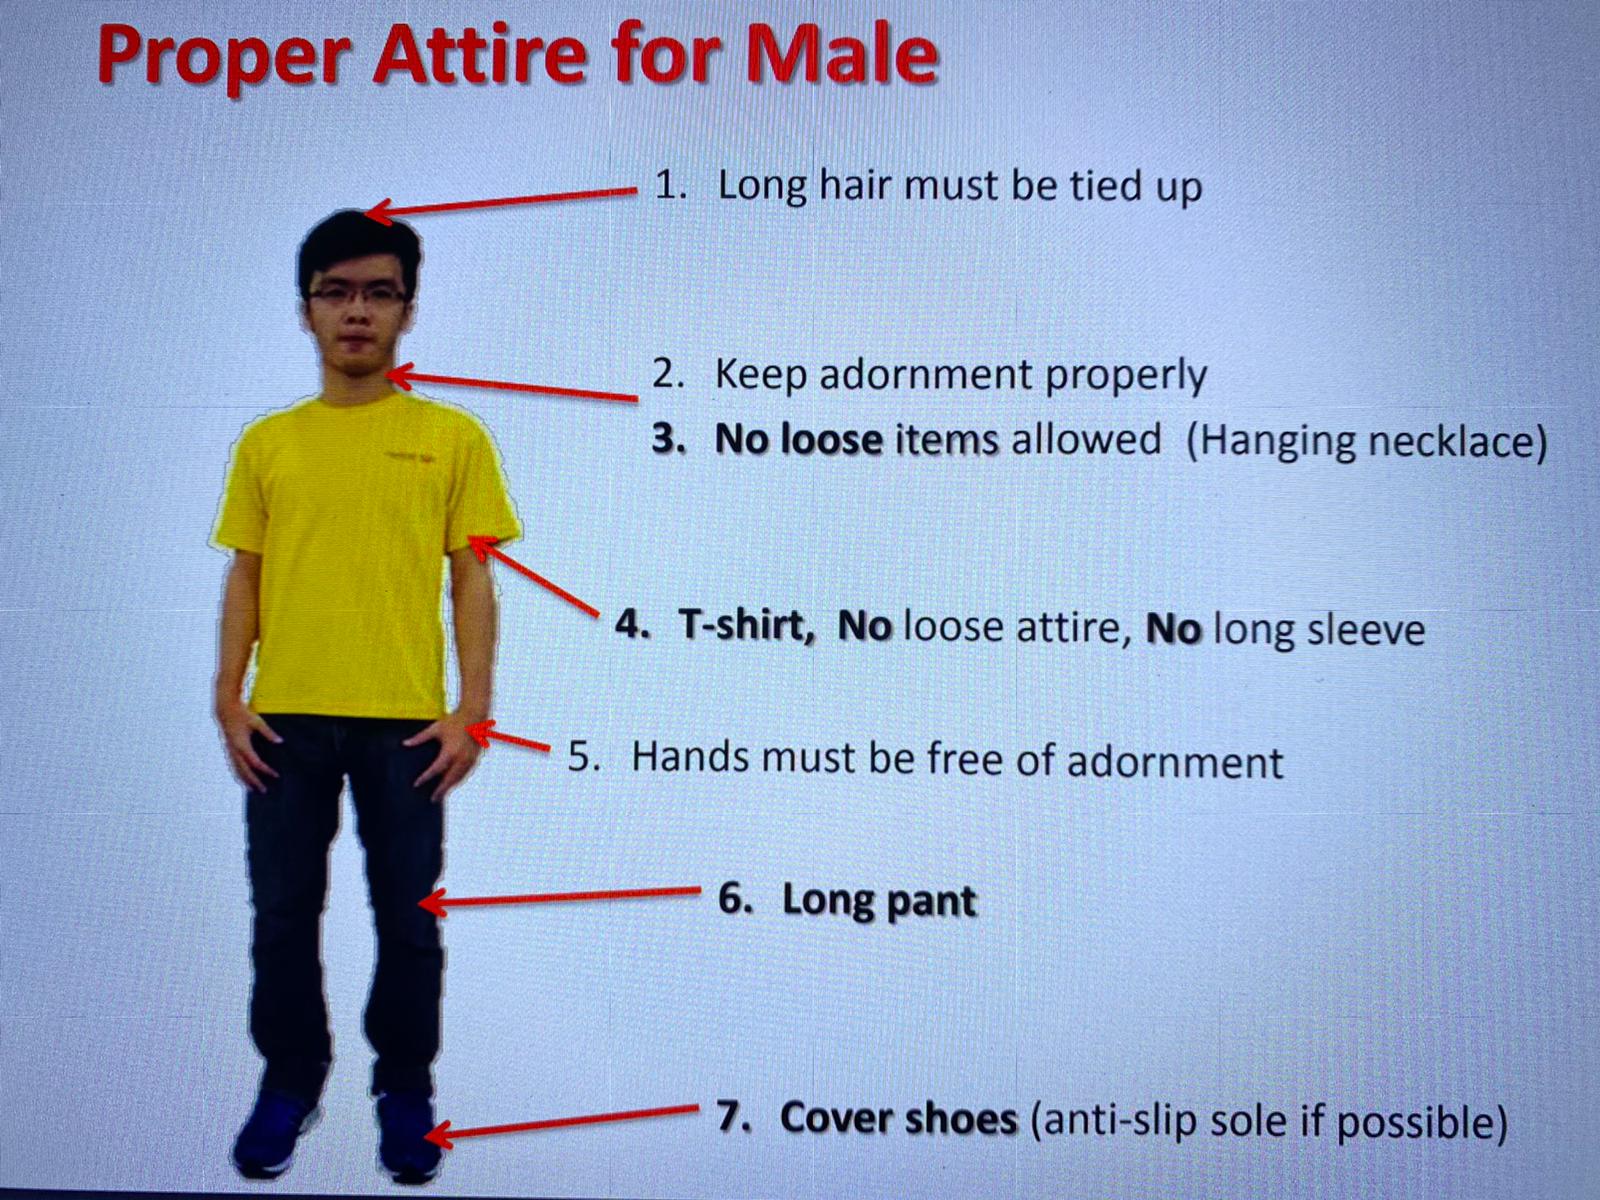 Proper Attire for Male
1. Long hair must be tied up
2. Keep adornment properly
3. No loose items allowed (Hanging necklace)
4. T-shirt, No loose attire, No long sleeve
5. Hands must be free of adornment
6. Long pant
7. Cover shoes (anti-slip sole if possible)